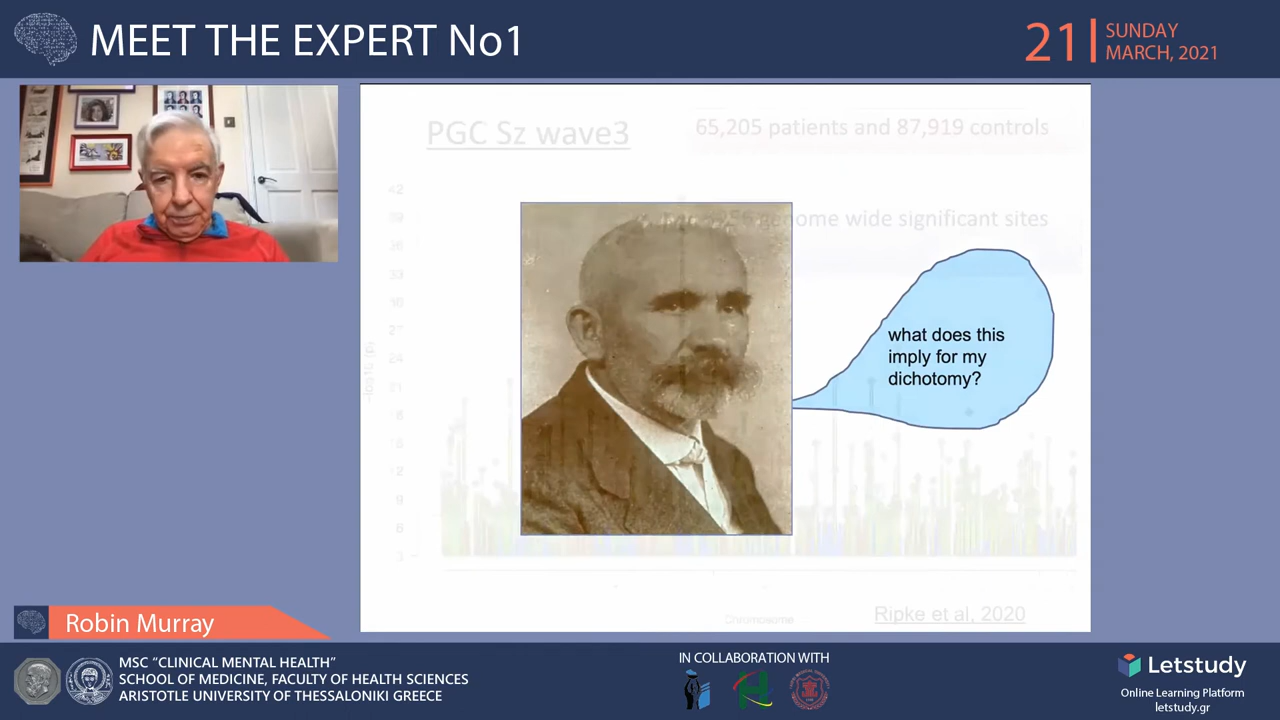 MEET THE EXPERT No1
21
SUNDAY
MARCH, 2021
PGC Sz wave3
65,205 patients and 87,919 controls
genome wide significant sites
what does this
imply for my
dichotomy?
Ripke et al, 2020
Chromosome
Robin Murray
MSC “CLINICAL MENTAL HEALTH”
SCHOOL OF MEDICINE, FACULTY OF HEALTH SCIENCES
ARISTOTLE UNIVERSITY OF THESSALONIKI GREECE
IN COLLABORATION WITH
Letstudy
Online Learning Platform
letstudy.gr